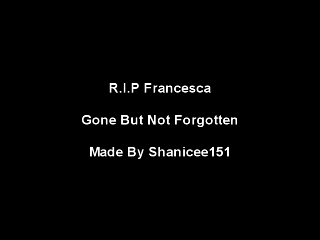 R.I.P Francesca
Gone But Not Forgotten
Made By Shanicee151